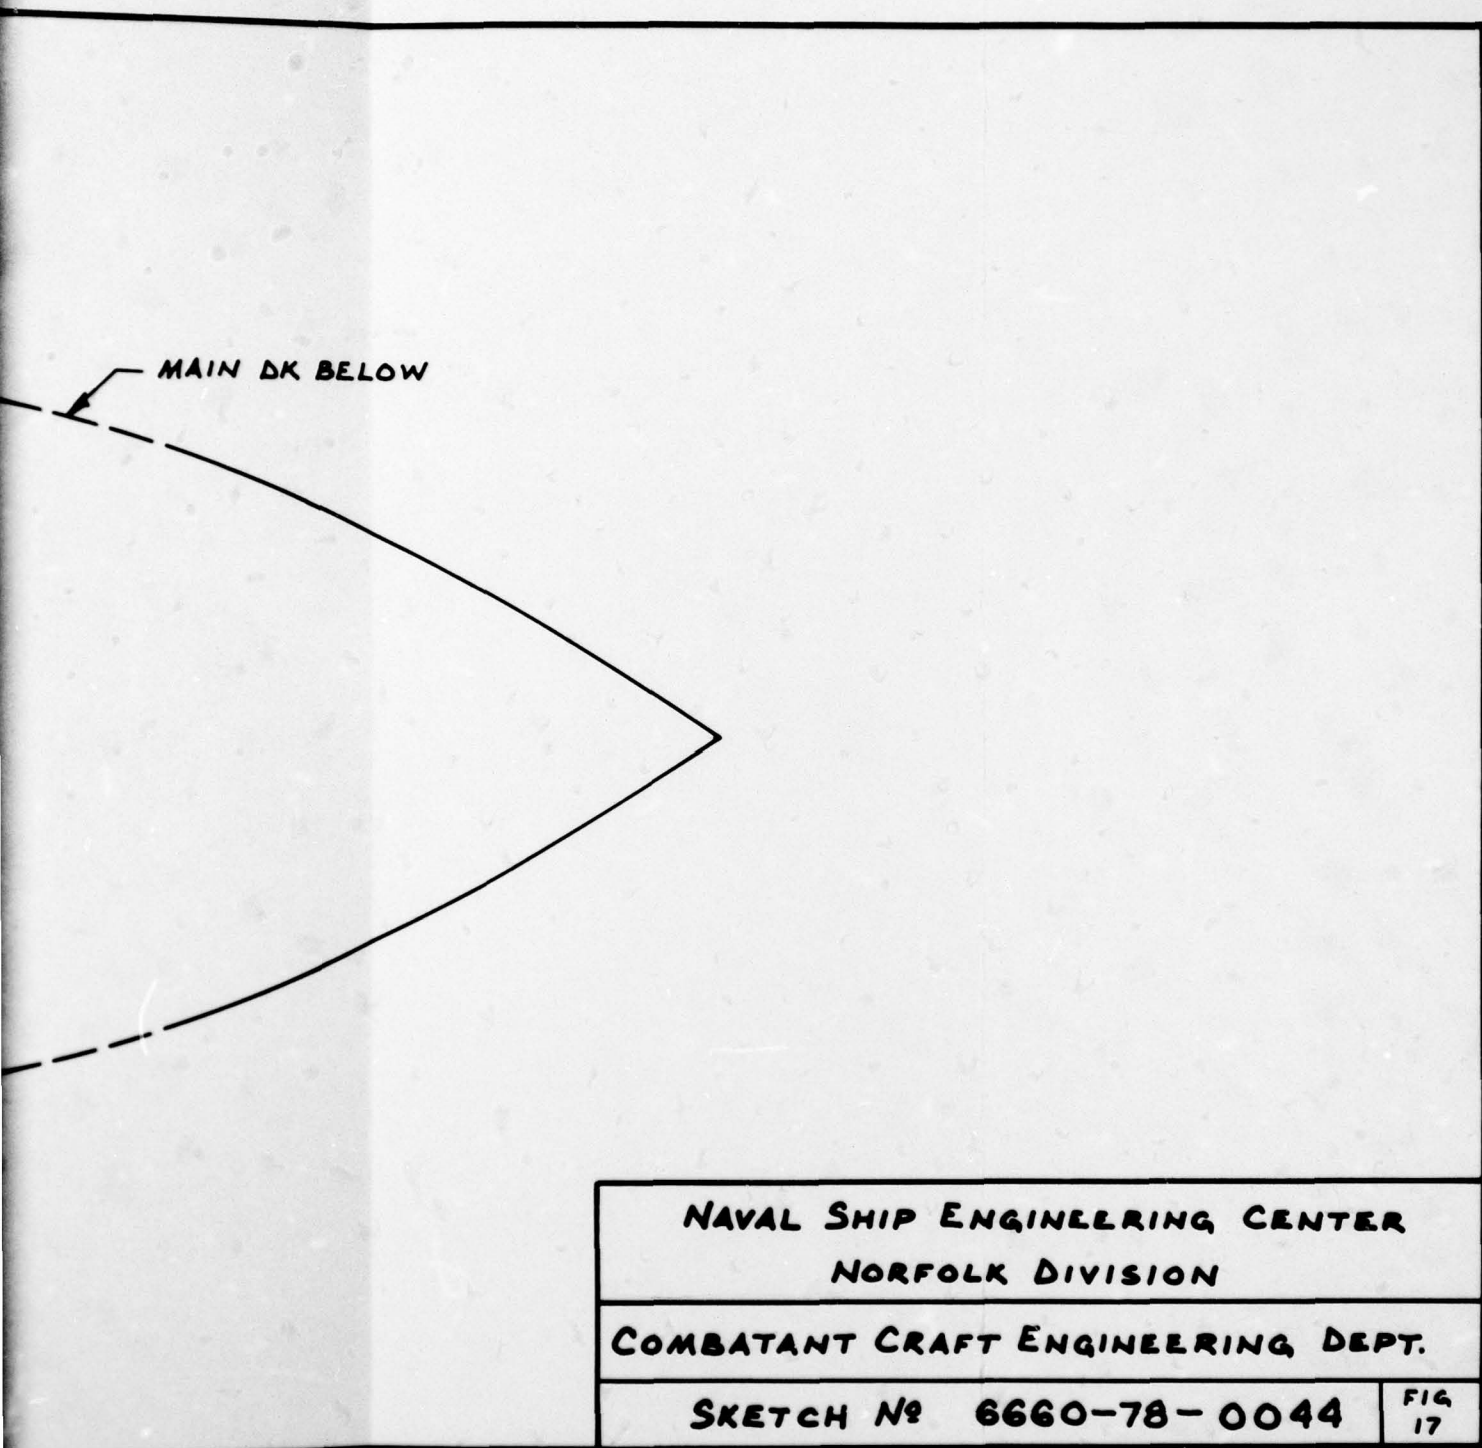 MAIN DK BELOW
NAVAL SHIP ENGINEERING CENTER
NORFOLK DIVISION
COMBATANT CRAFT ENGINEERING DEPT.
SKETCH Nº 6660-78-0044
FIG
17